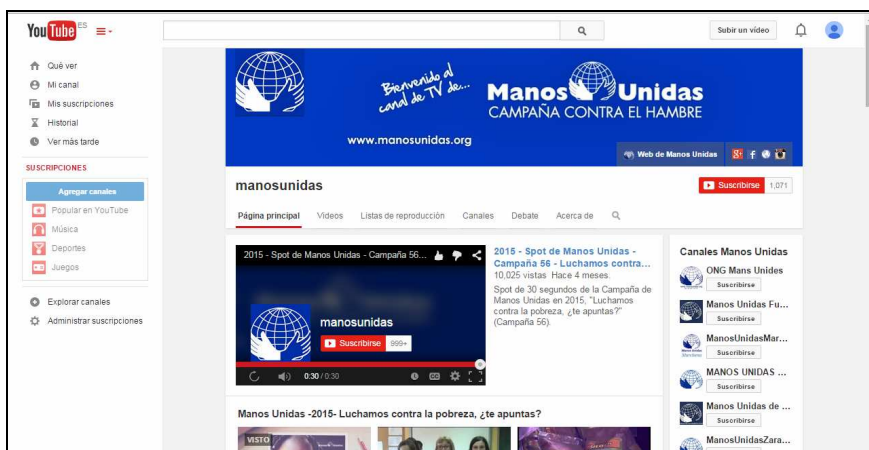 YouTube ES
Subir un vídeo
Qué ver
Mi canal
Mis suscripciones
Historial
Ver más tarde
SUSCRIPCIONES
Agregar canales
Popular en YouTube
Música
Deportes
Juegos
Explorar canales
Administrar suscripciones
Bienvenido al
canal de TV de...
Manos Unidas
CAMPAÑA CONTRA EL HAMBRE
www.manosunidas.org
Web de Manos Unidas
manosunidas
Suscribirse 1,071
Página principal Vídeos Listas de reproducción Canales Debate Acerca de
2015 - Spot de Manos Unidas - Campaña 56...
manosunidas
Suscribirse 999+
0:30 / 0:30
2015 - Spot de Manos Unidas -
Campaña 56 - Luchamos contra...
10,025 vistas Hace 4 meses.
Spot de 30 segundos de la Campaña de
Manos Unidas en 2015, "Luchamos
contra la pobreza, ¿te apuntas?"
(Campaña 56).
Canales Manos Unidas
ONG Mans Unides
Suscribirse
Manos Unidas Fu...
Suscribirse
ManosUnidasMar...
Suscribirse
MANOS UNIDAS ...
Suscribirse
Manos Unidas de ...
Suscribirse
ManosUnidasZara...
Manos Unidas -2015- Luchamos contra la pobreza, ¿te apuntas?
VISTO